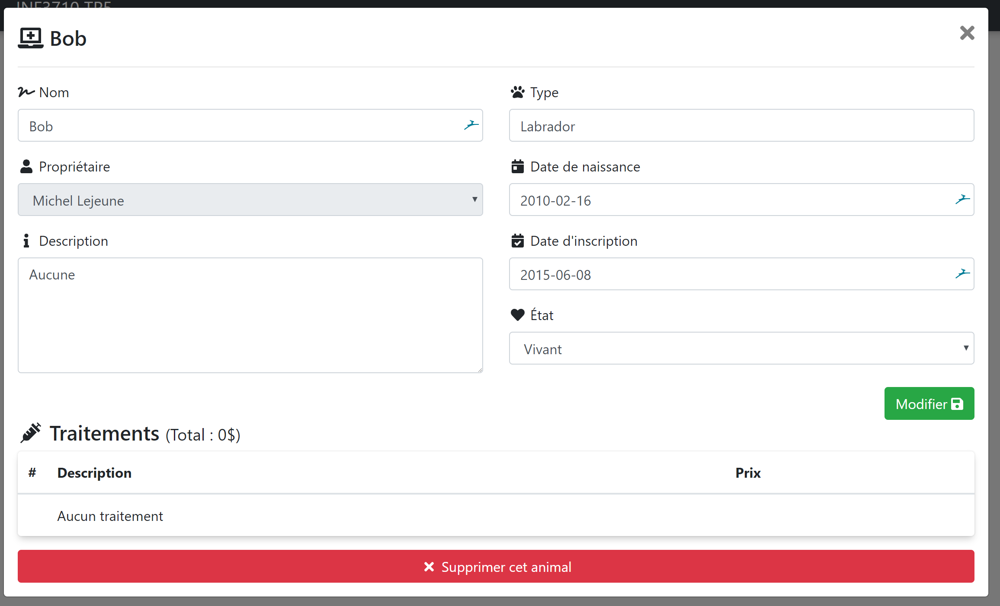 INF3710 TP5
Bob
Nom
Bob
Type
Labrador
Propriétaire
Michel Lejeune
Date de naissance
2010-02-16
Description
Aucune
Date d'inscription
2015-06-08
État
Vivant
Modifier
Traitements (Total : 0$)
# Description Prix
Aucun traitement
Supprimer cet animal